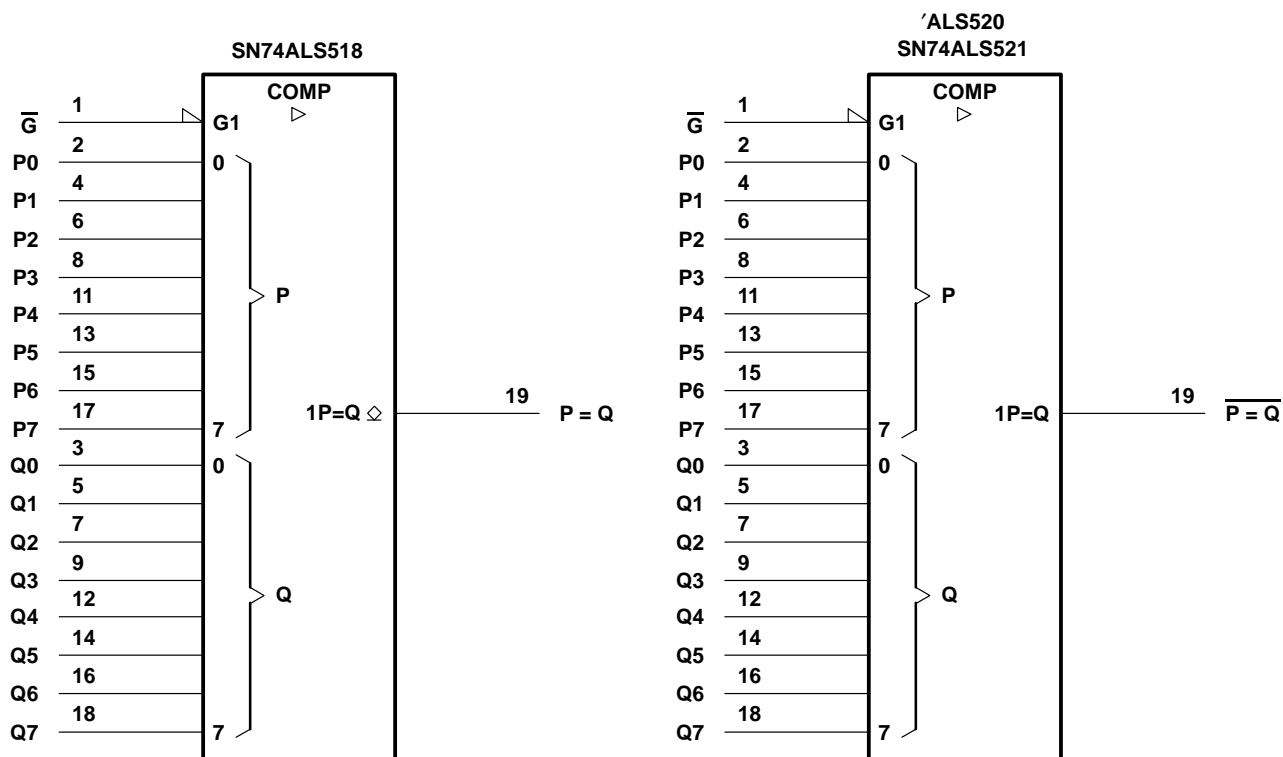 SN74ALS518
COMP
G̅ 1 G1
P0 2 0
P1 4
P2 6
P3 8
P
P4 11
P5 13
P6 15
1P=Q 19 P = Q
P7 17 7
Q0 3 0
Q1 5
Q2 7
Q3 9
Q
Q4 12
Q5 14
Q6 16
Q7 18 7
′ALS520
SN74ALS521
COMP
G̅ 1 G1
P0 2 0
P1 4
P2 6
P3 8
P
P4 11
P5 13
P6 15
1P=Q 19 P̅ ̅=̅ ̅Q̅
P7 17 7
Q0 3 0
Q1 5
Q2 7
Q3 9
Q
Q4 12
Q5 14
Q6 16
Q7 18 7